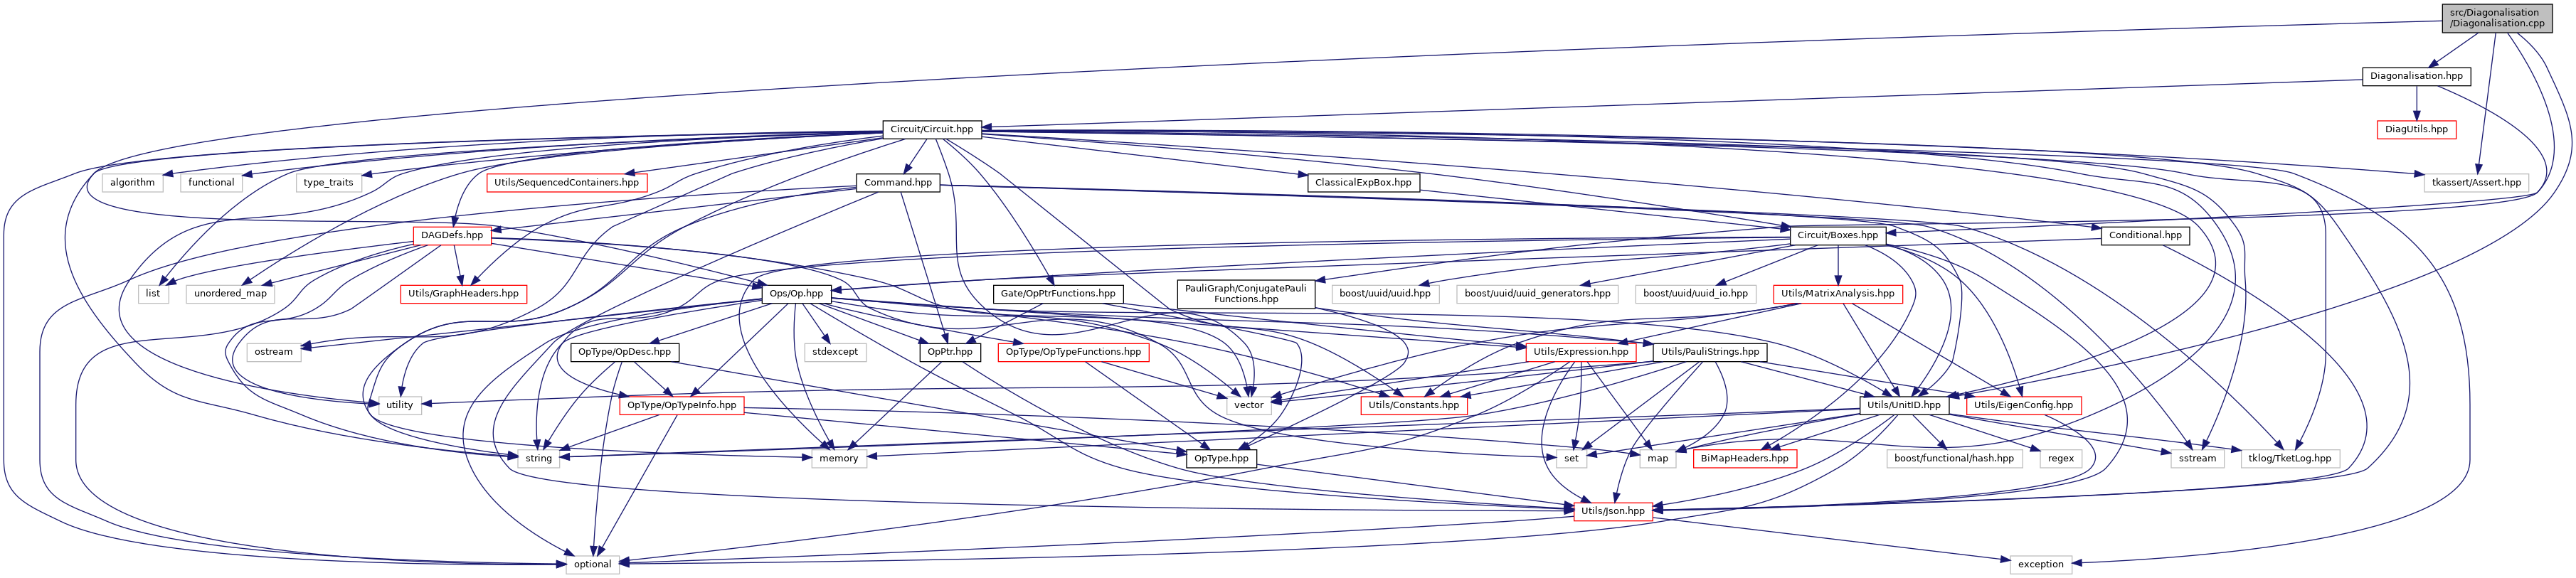 src/Diagonalisation
/Diagonalisation.cpp
Diagonalisation.hpp
Circuit/Circuit.hpp
DiagUtils.hpp
algorithm
functional
type_traits
Utils/SequencedContainers.hpp
Command.hpp
ClassicalExpBox.hpp
tkassert/Assert.hpp
DAGDefs.hpp
Circuit/Boxes.hpp
Conditional.hpp
list
unordered_map
Utils/GraphHeaders.hpp
Ops/Op.hpp
Gate/OpPtrFunctions.hpp
PauliGraph/ConjugatePauli
Functions.hpp
boost/uuid/uuid.hpp
boost/uuid/uuid_generators.hpp
boost/uuid/uuid_io.hpp
Utils/MatrixAnalysis.hpp
ostream
OpType/OpDesc.hpp
stdexcept
OpPtr.hpp
OpType/OpTypeFunctions.hpp
Utils/Expression.hpp
Utils/PauliStrings.hpp
utility
OpType/OpTypeInfo.hpp
vector
Utils/Constants.hpp
Utils/UnitID.hpp
Utils/EigenConfig.hpp
string
memory
OpType.hpp
set
map
BiMapHeaders.hpp
boost/functional/hash.hpp
regex
sstream
tklog/TketLog.hpp
Utils/Json.hpp
optional
exception